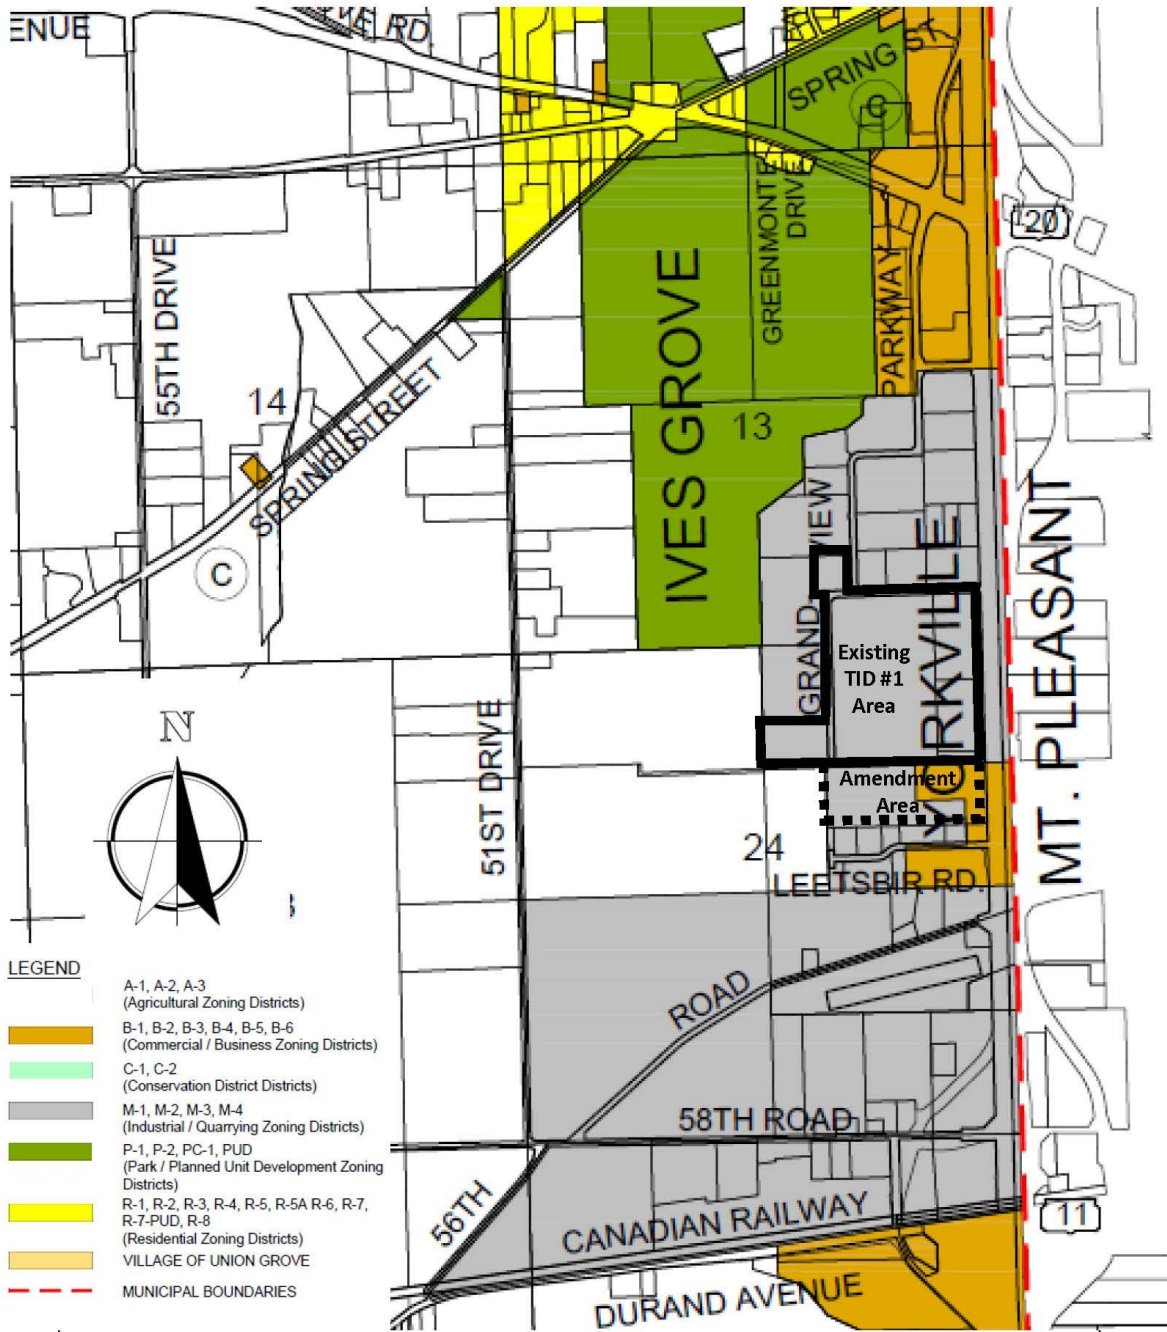 ENUE
OVE RD.
SPRING ST
C
20
55TH DRIVE
GREENMONTE
DRIVE
PARKWAY
IVES GROVE
14
13
SPRING STREET
C
GRAND
VIEW
YORKVILLE
MT. PLEASANT
Existing
TID #1
Area
Amendment
Area
N
51ST DRIVE
24
LEETSBIR RD.
ROAD
58TH ROAD
56TH
CANADIAN RAILWAY
11
DURAND AVENUE
LEGEND
A-1, A-2, A-3
(Agricultural Zoning Districts)
B-1, B-2, B-3, B-4, B-5, B-6
(Commercial / Business Zoning Districts)
C-1, C-2
(Conservation District Districts)
M-1, M-2, M-3, M-4
(Industrial / Quarrying Zoning Districts)
P-1, P-2, PC-1, PUD
(Park / Planned Unit Development Zoning
Districts)
R-1, R-2, R-3, R-4, R-5, R-5A R-6, R-7,
R-7-PUD, R-8
(Residential Zoning Districts)
VILLAGE OF UNION GROVE
MUNICIPAL BOUNDARIES